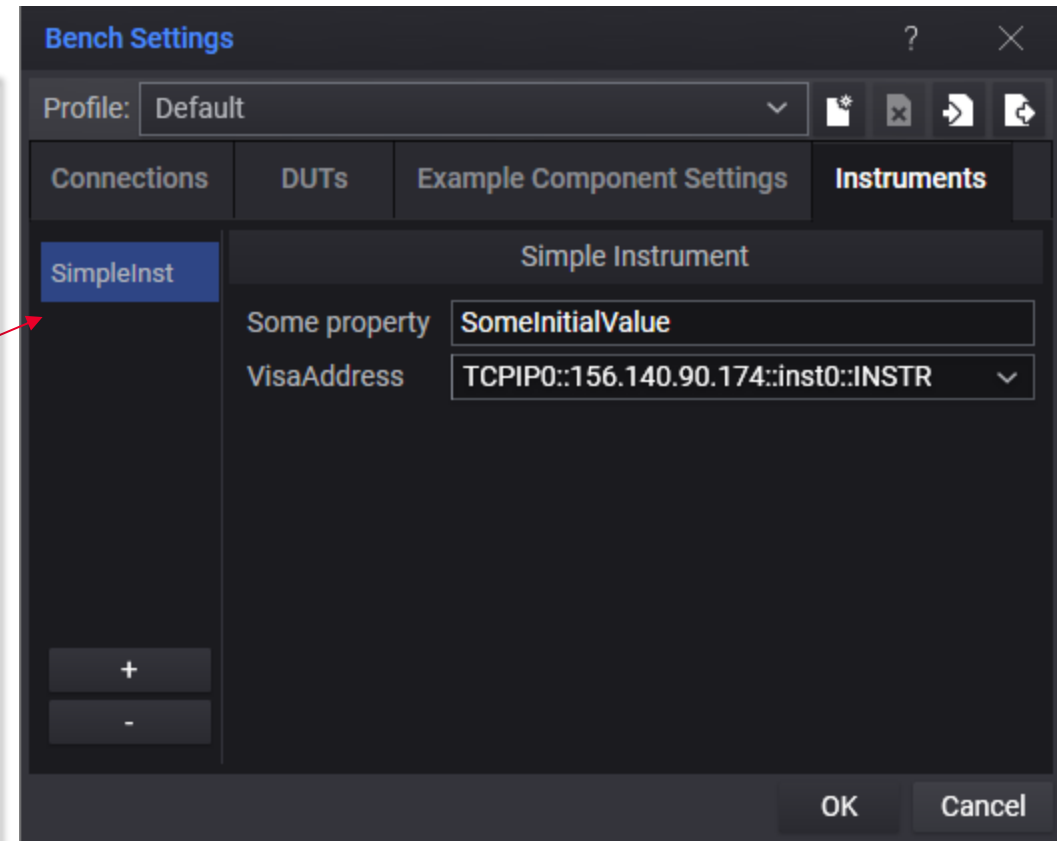 Bench Settings ?
Profile: Default
Connections DUTs Example Component Settings Instruments
SimpleInst
Simple Instrument
Some property SomeInitialValue
VisaAddress TCPIP0::156.140.90.174::inst0::INSTR
+
-
OK Cancel